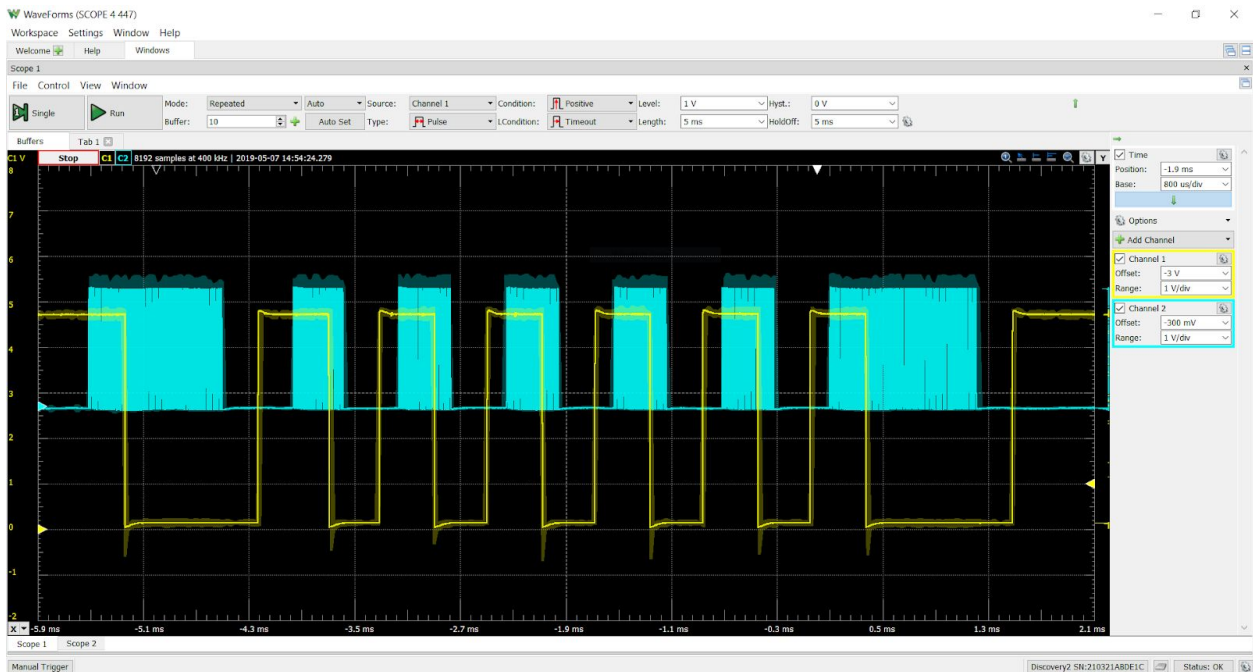 WaveForms (SCOPE 4 447)
Workspace Settings Window Help
Welcome Help Windows
Scope 1
File Control View Window
Single Run Mode: Repeated Auto Source: Channel 1 Condition: Positive Level: 1 V Hyst.: 0 V
Buffer: 10 Auto Set Type: Pulse LCondition: Timeout Length: 5 ms HoldOff: 5 ms
Buffers Tab 1
C1 V Stop C1 C2 8192 samples at 400 kHz | 2019-05-07 14:54:24.279 Y
8
7
6
5
4
3
2
1
0
-1
-2
X -5.9 ms -5.1 ms -4.3 ms -3.5 ms -2.7 ms -1.9 ms -1.1 ms -0.3 ms 0.5 ms 1.3 ms 2.1 ms
Time
Position: -1.9 ms
Base: 800 us/div
Options
Add Channel
Channel 1
Offset: -3 V
Range: 1 V/div
Channel 2
Offset: -300 mV
Range: 1 V/div
Scope 1 Scope 2
Manual Trigger Discovery2 SN:210321ABDE1C Status: OK